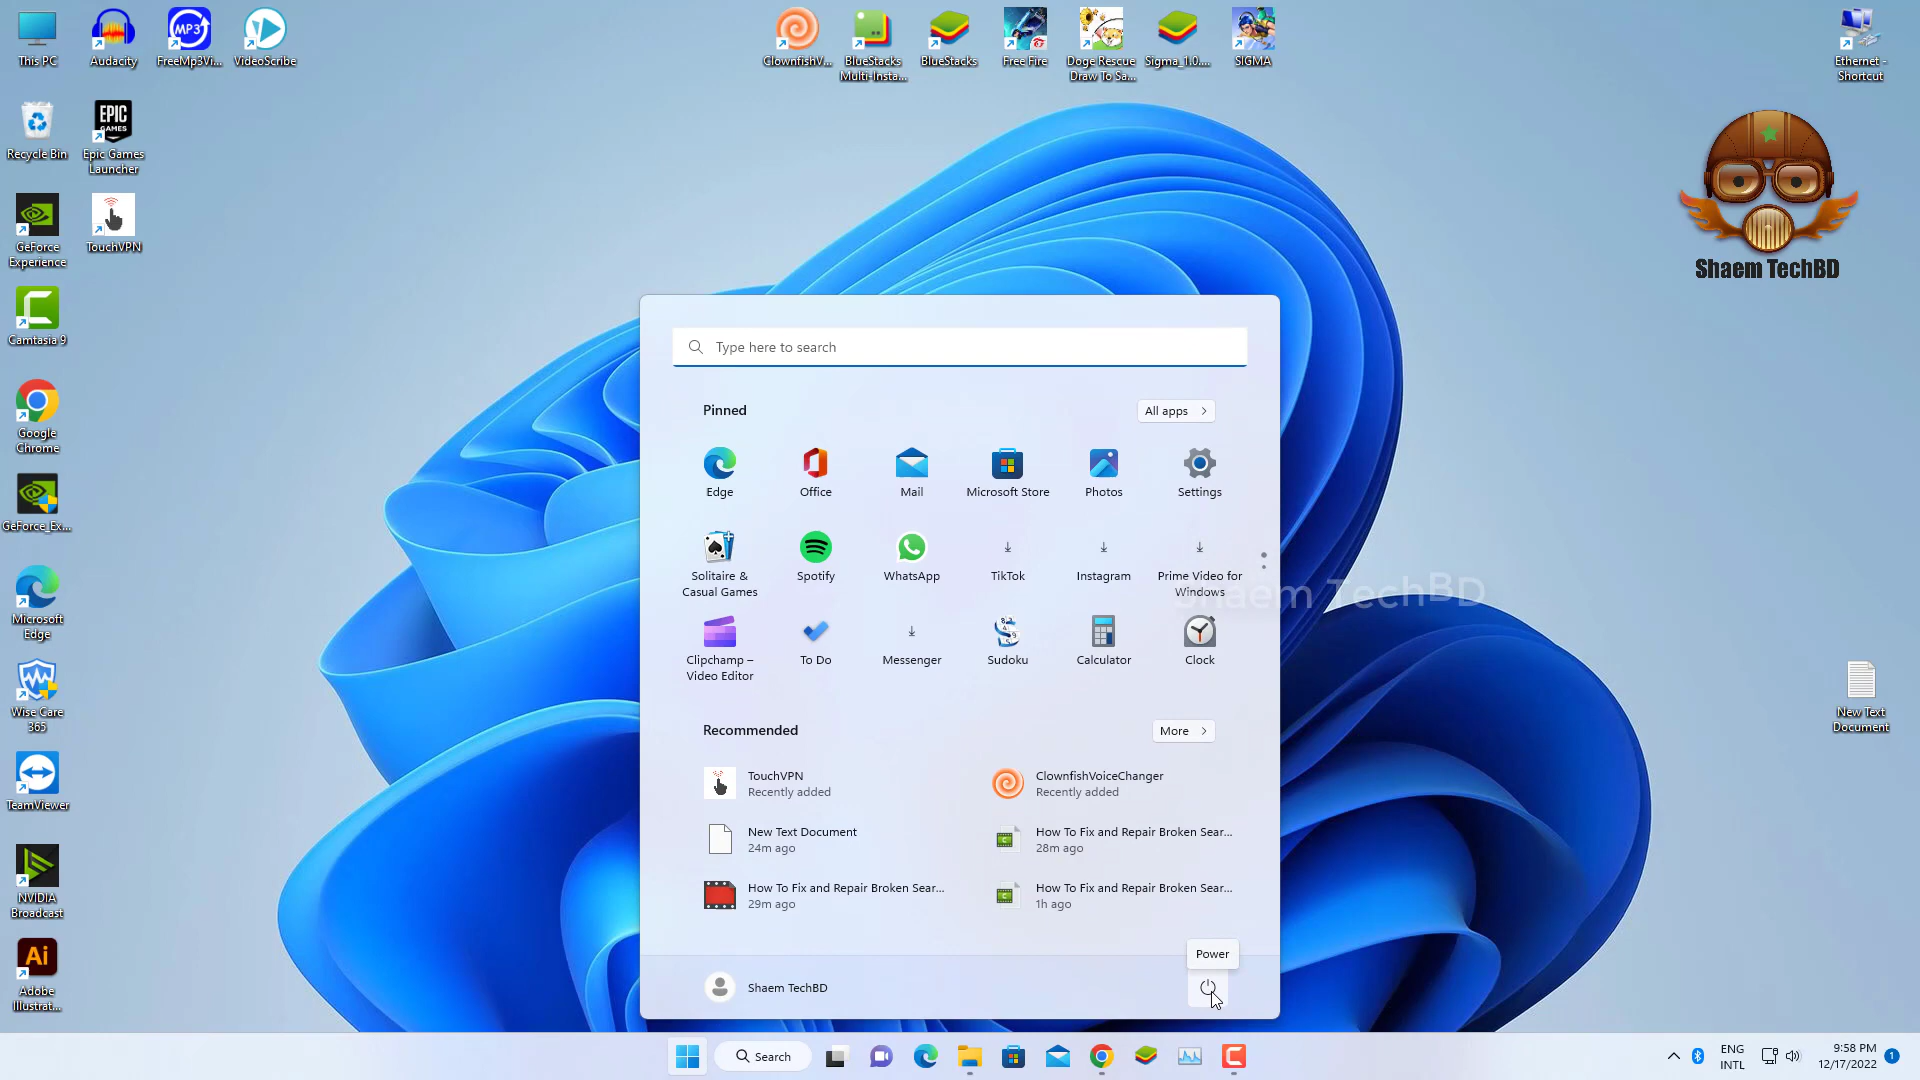 This PC
Audacity
FreeMp3Vi...
VideoScribe
ClownfishV...
BlueStacks
Multi-Insta...
BlueStacks
Free Fire
Doge Rescue
Draw To Sa...
Sigma_1.0....
SIGMA
Ethernet -
Shortcut
MP3
Recycle Bin
EPIC
GAMES
Epic Games
Launcher
GeForce
Experience
TouchVPN
Shaem TechBD
Camtasia 9
Google
Chrome
GeForce_Ex...
Microsoft
Edge
Wise Care
365
TeamViewer
NVIDIA
Broadcast
Ai
Adobe
Illustrat...
New Text
Document
Type here to search
Pinned
All apps
Edge
Office
Mail
Microsoft Store
Photos
Settings
Solitaire &
Casual Games
Spotify
WhatsApp
TikTok
Instagram
Prime Video for
Windows
Shaem TechBD
Clipchamp –
Video Editor
To Do
Messenger
Sudoku
Calculator
Clock
Recommended
More
TouchVPN
Recently added
ClownfishVoiceChanger
Recently added
New Text Document
24m ago
How To Fix and Repair Broken Sear...
28m ago
How To Fix and Repair Broken Sear...
29m ago
How To Fix and Repair Broken Sear...
1h ago
Power
Shaem TechBD
Search
ENG
INTL
9:58 PM
12/17/2022
1